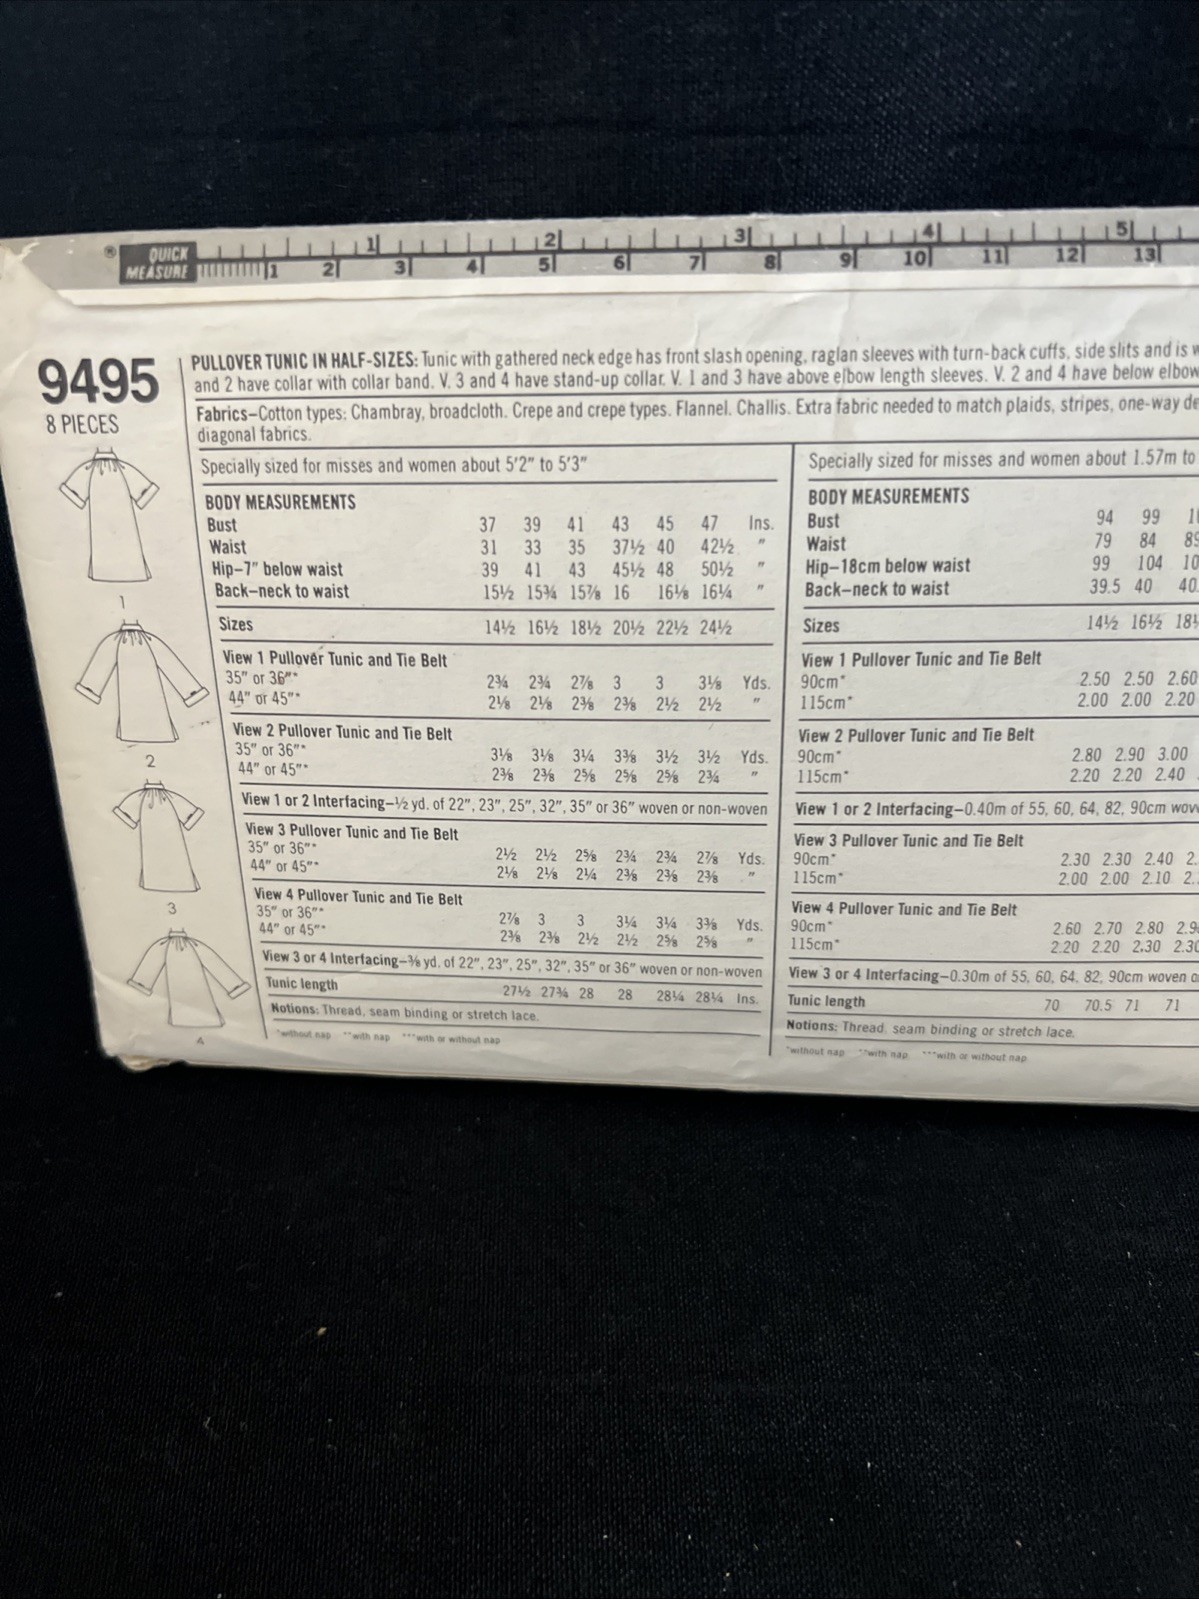 ® QUICK MEASURE
1 2 3 4 5
1 2 3 4 5 6 7 8 9 10 11 12 13
9495
8 PIECES
PULLOVER TUNIC IN HALF-SIZES: Tunic with gathered neck edge has front slash opening, raglan sleeves with turn-back cuffs, side slits and is
and 2 have collar with collar band. V. 3 and 4 have stand-up collar. V. 1 and 3 have above elbow length sleeves. V. 2 and 4 have below elbow
Fabrics–Cotton types: Chambray, broadcloth. Crepe and crepe types. Flannel. Challis. Extra fabric needed to match plaids, stripes, one-way de
diagonal fabrics.
Specially sized for misses and women about 5'2" to 5'3"
BODY MEASUREMENTS
Bust 37 39 41 43 45 47 Ins.
Waist 31 33 35 37½ 40 42½ "
Hip–7" below waist 39 41 43 45½ 48 50½ "
Back–neck to waist 15½ 15¾ 15⅞ 16 16⅛ 16¼ "
Sizes 14½ 16½ 18½ 20½ 22½ 24½
View 1 Pullover Tunic and Tie Belt
35" or 36"* 2¾ 2¾ 2⅞ 3 3 3⅛ Yds.
44" or 45"* 2⅛ 2⅛ 2⅜ 2⅜ 2½ 2½ "
View 2 Pullover Tunic and Tie Belt
35" or 36"* 3⅛ 3⅛ 3¼ 3⅜ 3½ 3½ Yds.
44" or 45"* 2⅜ 2⅜ 2⅝ 2⅝ 2⅝ 2¾ "
View 1 or 2 Interfacing–½ yd. of 22", 23", 25", 32", 35" or 36" woven or non-woven
View 3 Pullover Tunic and Tie Belt
35" or 36"* 2½ 2½ 2⅝ 2¾ 2¾ 2⅞ Yds.
44" or 45"* 2⅛ 2⅛ 2¼ 2⅜ 2⅜ 2⅜ "
View 4 Pullover Tunic and Tie Belt
35" or 36"* 2⅞ 3 3 3¼ 3¼ 3⅜ Yds.
44" or 45"* 2⅜ 2⅜ 2½ 2½ 2⅝ 2⅝ "
View 3 or 4 Interfacing–⅜ yd. of 22", 23", 25", 32", 35" or 36" woven or non-woven
Tunic length 27½ 27¾ 28 28 28¼ 28¼ Ins.
Notions: Thread, seam binding or stretch lace.
*without nap **with nap ***with or without nap
Specially sized for misses and women about 1.57m to
BODY MEASUREMENTS
Bust 94 99
Waist 79 84 89
Hip–18cm below waist 99 104 10
Back–neck to waist 39.5 40 40.
Sizes 14½ 16½ 18½
View 1 Pullover Tunic and Tie Belt
90cm* 2.50 2.50 2.60
115cm* 2.00 2.00 2.20
View 2 Pullover Tunic and Tie Belt
90cm* 2.80 2.90 3.00
115cm* 2.20 2.20 2.40
View 1 or 2 Interfacing–0.40m of 55, 60, 64, 82, 90cm wov
View 3 Pullover Tunic and Tie Belt
90cm* 2.30 2.30 2.40 2.
115cm* 2.00 2.00 2.10 2.
View 4 Pullover Tunic and Tie Belt
90cm* 2.60 2.70 2.80 2.9
115cm* 2.20 2.20 2.30 2.30
View 3 or 4 Interfacing–0.30m of 55, 60, 64, 82, 90cm woven o
Tunic length 70 70.5 71 71
Notions: Thread, seam binding or stretch lace.
*without nap **with nap ***with or without nap
1
2
3
4